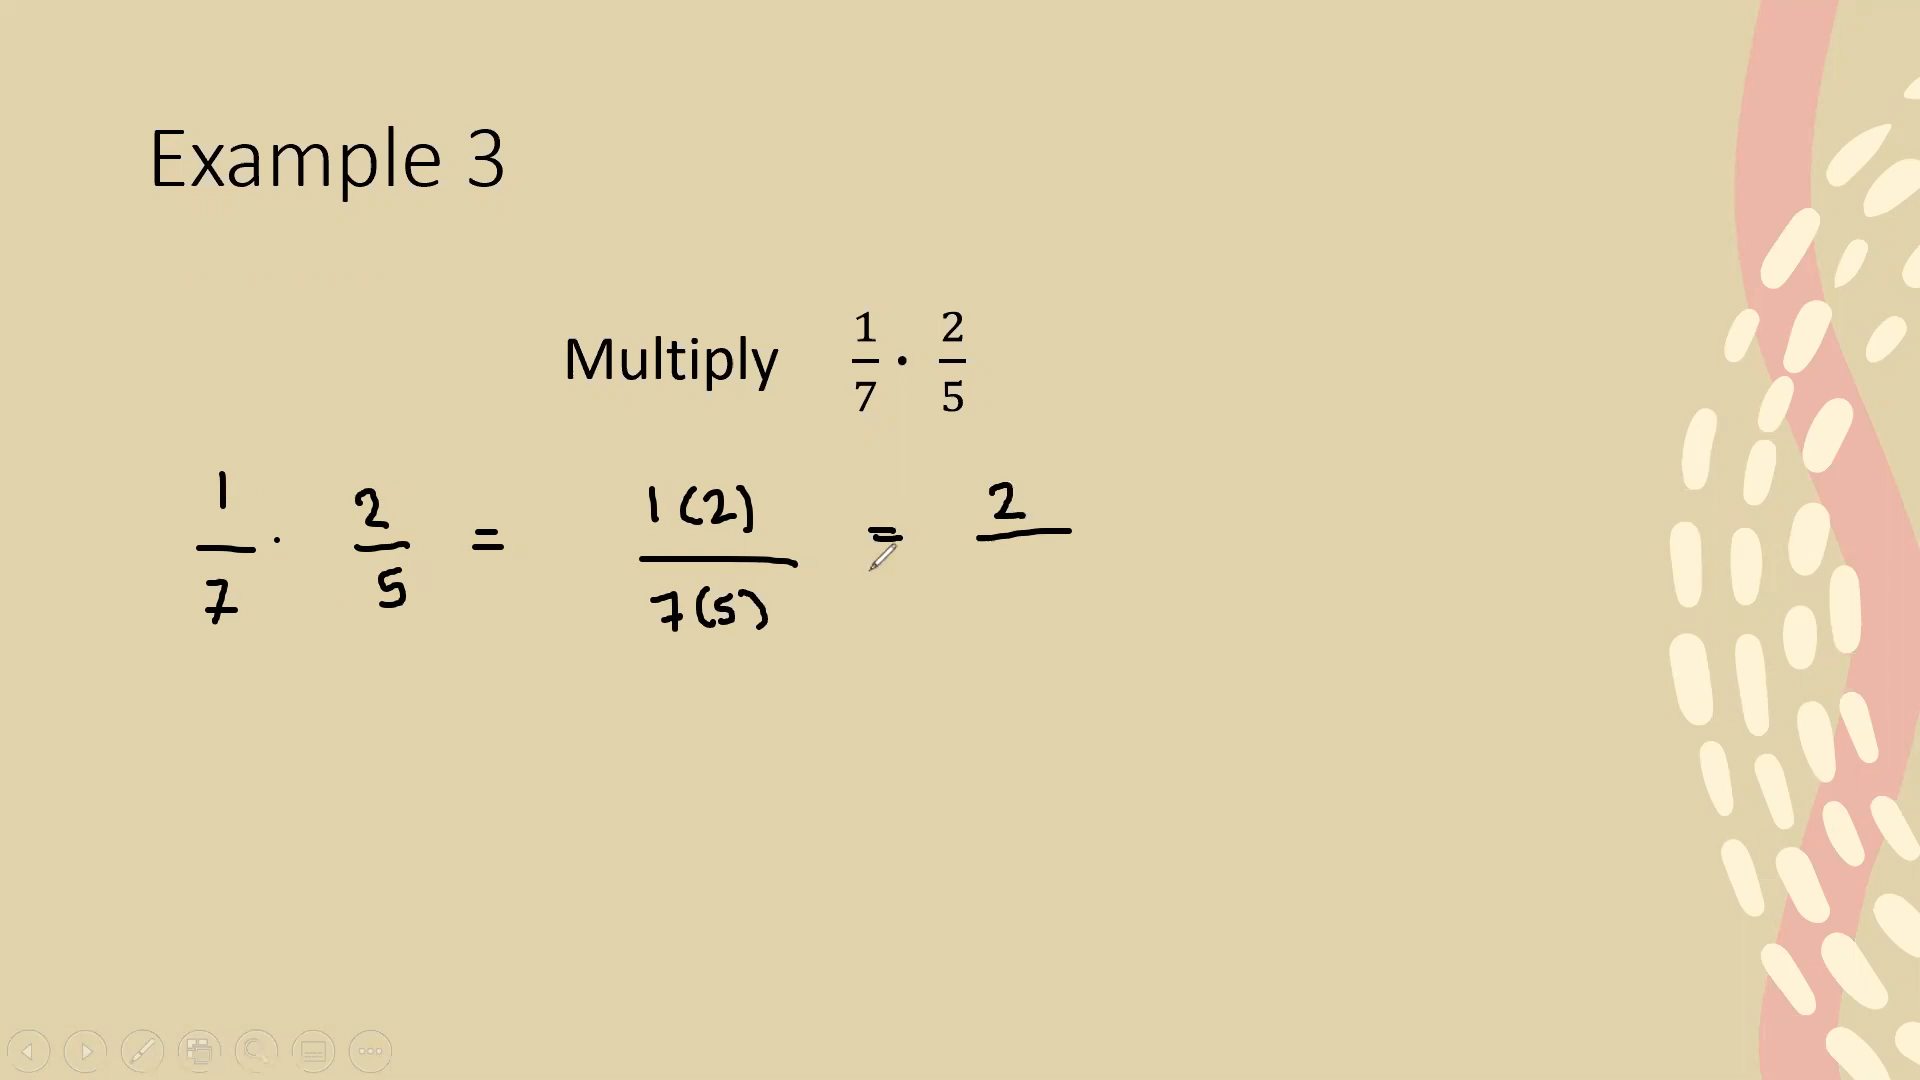 Example 3
Multiply 1/7 · 2/5
1/7 · 2/5 = 1(2)/7(5) = 2/